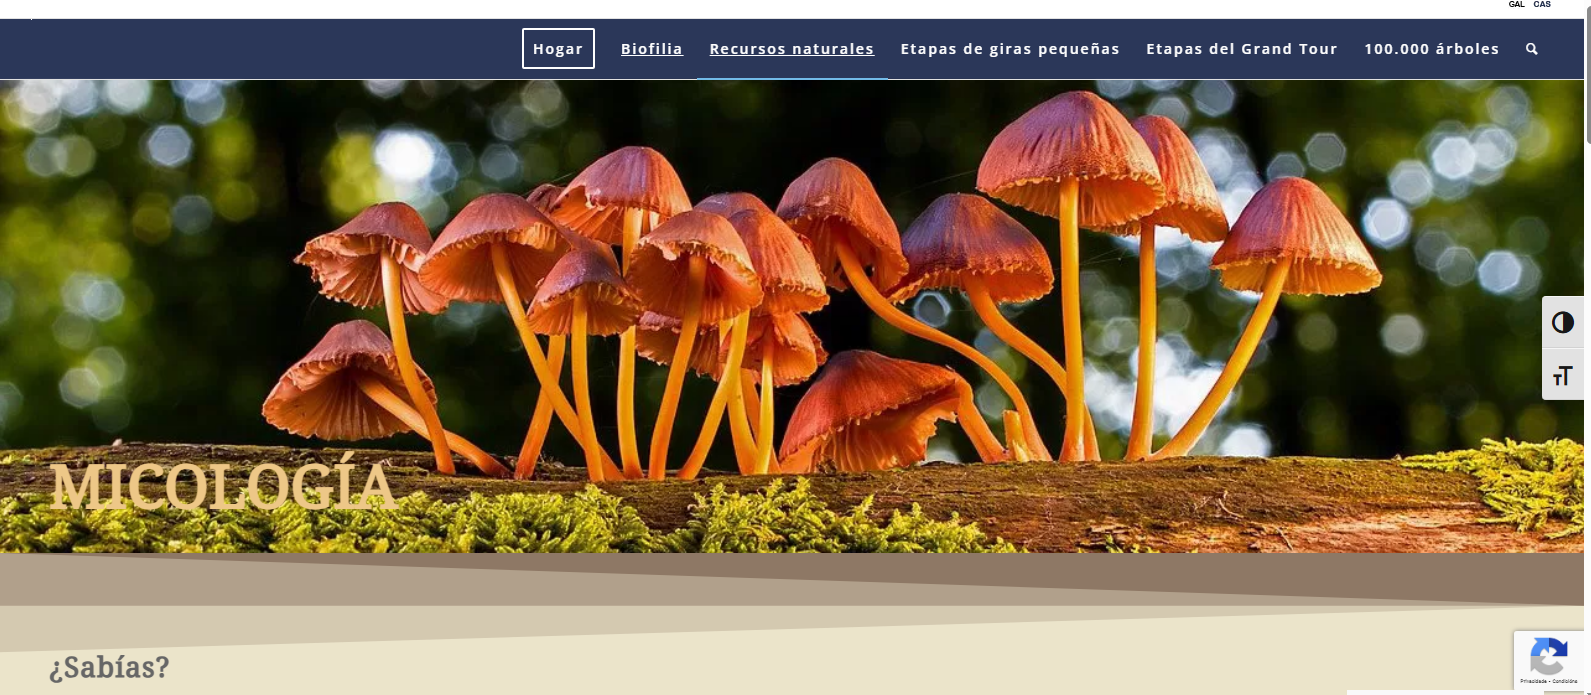 GAL CAS
Hogar Biofilia Recursos naturales Etapas de giras pequeñas Etapas del Grand Tour 100.000 árboles
MICOLOGÍA
¿Sabías?
Privacidade - Condicións